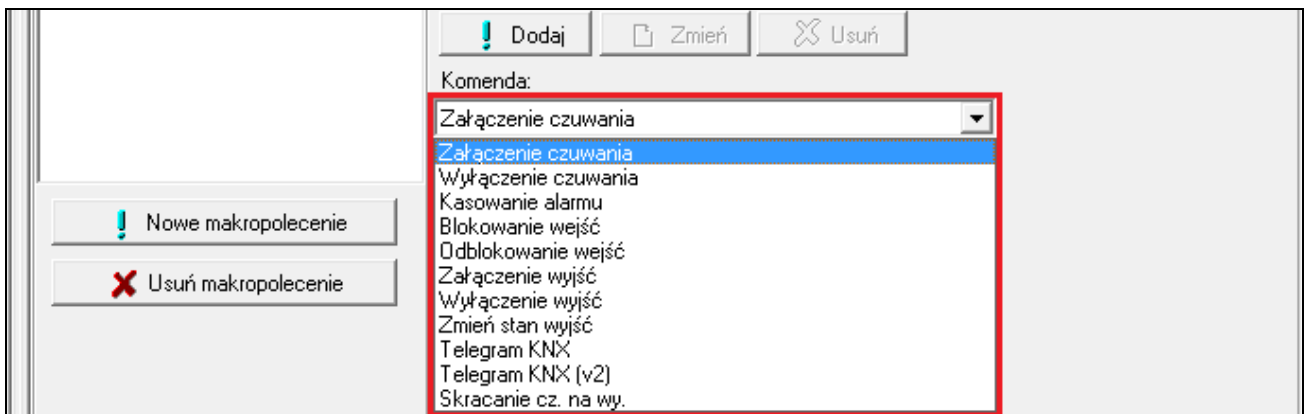 Dodaj Zmień Usuń
Komenda:
Załączenie czuwania
Załączenie czuwania
Wyłączenie czuwania
Kasowanie alarmu
Blokowanie wejść
Odblokowanie wejść
Załączenie wyjść
Wyłączenie wyjść
Zmień stan wyjść
Telegram KNX
Telegram KNX (v2)
Skracanie cz. na wy.
Nowe makropolecenie
Usuń makropolecenie